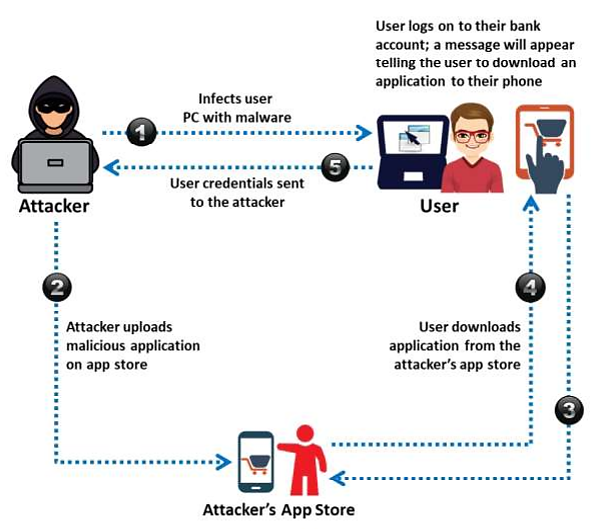 User logs on to their bank
account; a message will appear
telling the user to download an
application to their phone
Infects user
PC with malware
1
5
User credentials sent
to the attacker
Attacker
User
2
4
Attacker uploads
malicious application
on app store
User downloads
application from the
attacker's app store
3
Attacker's App Store